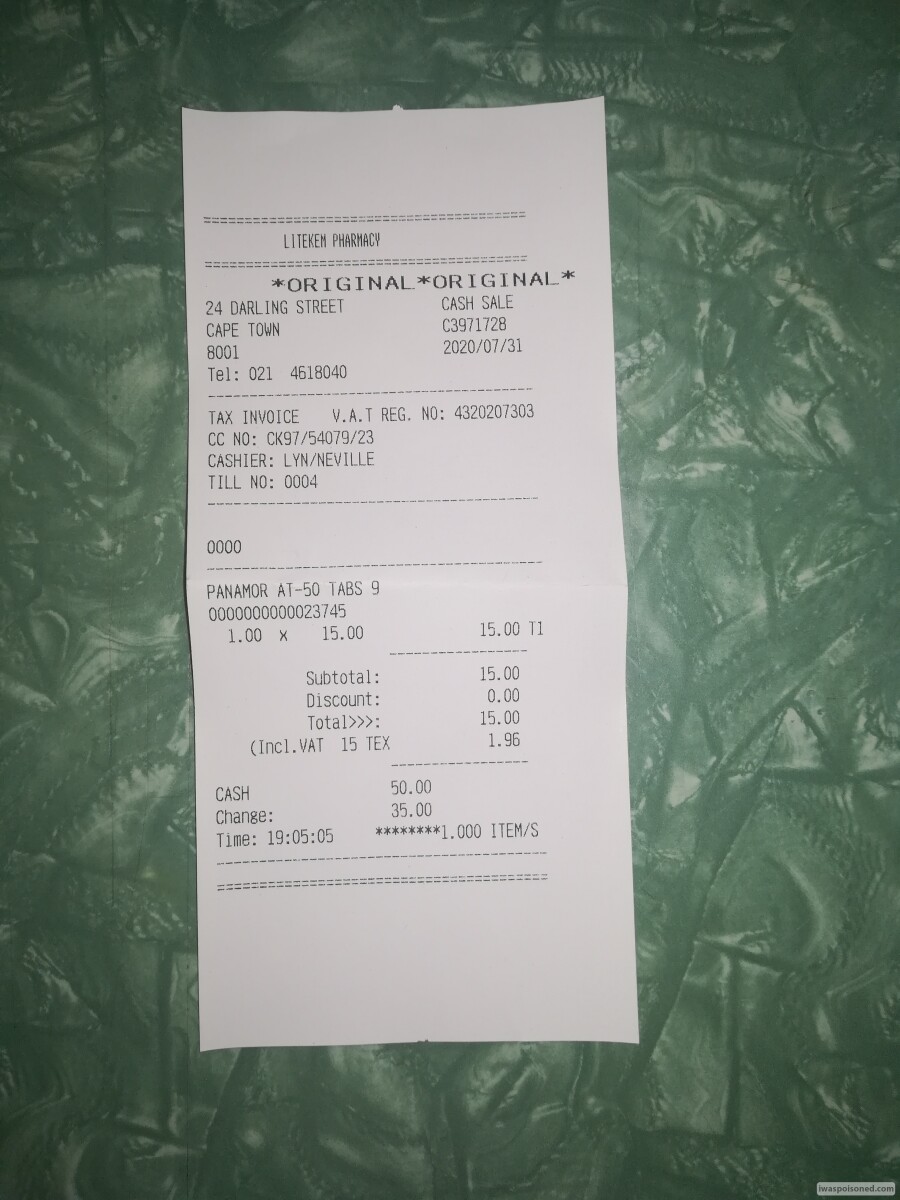 ==========================================
LITEKEM PHARMACY
==========================================
*ORIGINAL*ORIGINAL*
24 DARLING STREET CASH SALE
CAPE TOWN C3971728
8001 2020/07/31
Tel: 021 4618040
------------------------------------------
TAX INVOICE V.A.T REG. NO: 4320207303
CC NO: CK97/54079/23
CASHIER: LYN/NEVILLE
TILL NO: 0004
------------------------------------------
0000
------------------------------------------
PANAMOR AT-50 TABS 9
0000000000023745
1.00 x 15.00 15.00 T1
-----------------
Subtotal: 15.00
Discount: 0.00
Total>>>: 15.00
(Incl.VAT 15 TEX 1.96
-----------------
CASH 50.00
Change: 35.00
Time: 19:05:05 ********1.000 ITEM/S
------------------------------------------
==========================================
iwaspoisoned.com